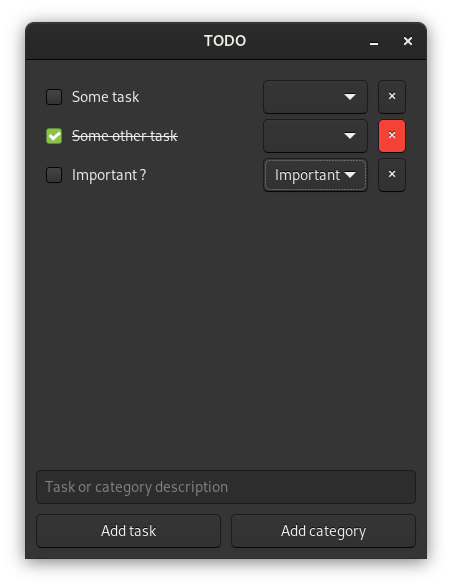 TODO
Some task
Some other task
Important ? Important
Task or category description
Add task Add category